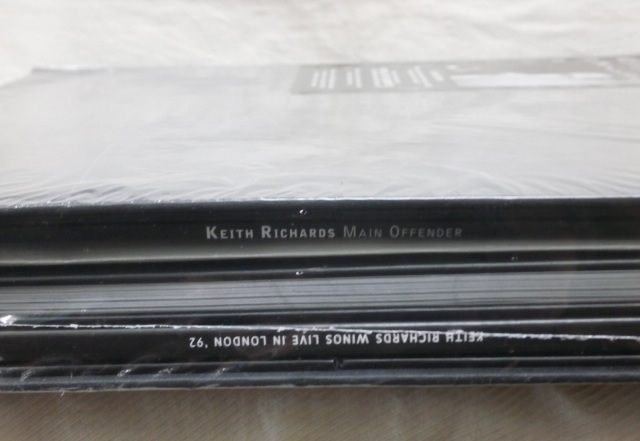 KEITH RICHARDS MAIN OFFENDER
KEITH RICHARDS WINOS LIVE IN LONDON '92